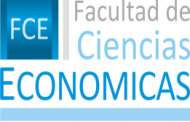 FCE
Facultad de
Ciencias
ECONOMICAS